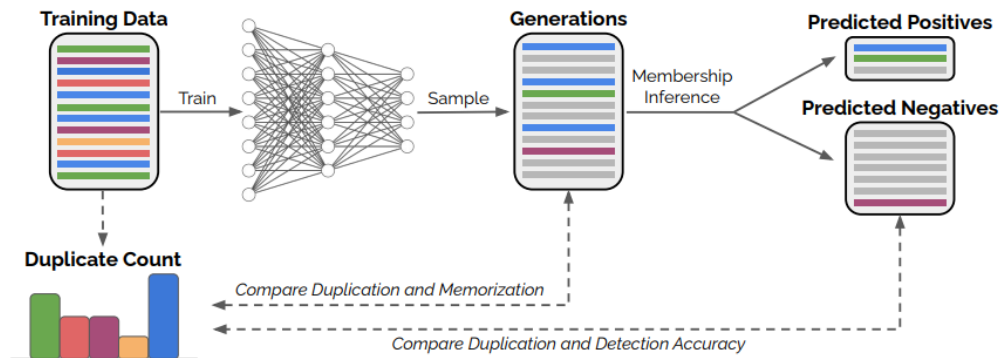 Training Data
Train
Sample
Generations
Membership
Inference
Predicted Positives
Predicted Negatives
Duplicate Count
Compare Duplication and Memorization
Compare Duplication and Detection Accuracy